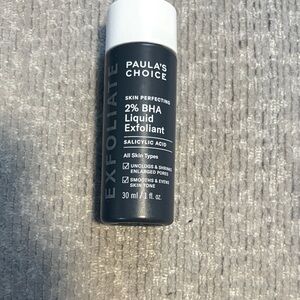 EXFOLIATE
PAULA'S
CHOICE
SKIN PERFECTING
2% BHA
Liquid
Exfoliant
SALICYLIC ACID
All Skin Types
UNCLOGS & SHRINKS
ENLARGED PORES
SMOOTHS & EVENS
SKIN TONE
30 ml / 1 fl. oz.